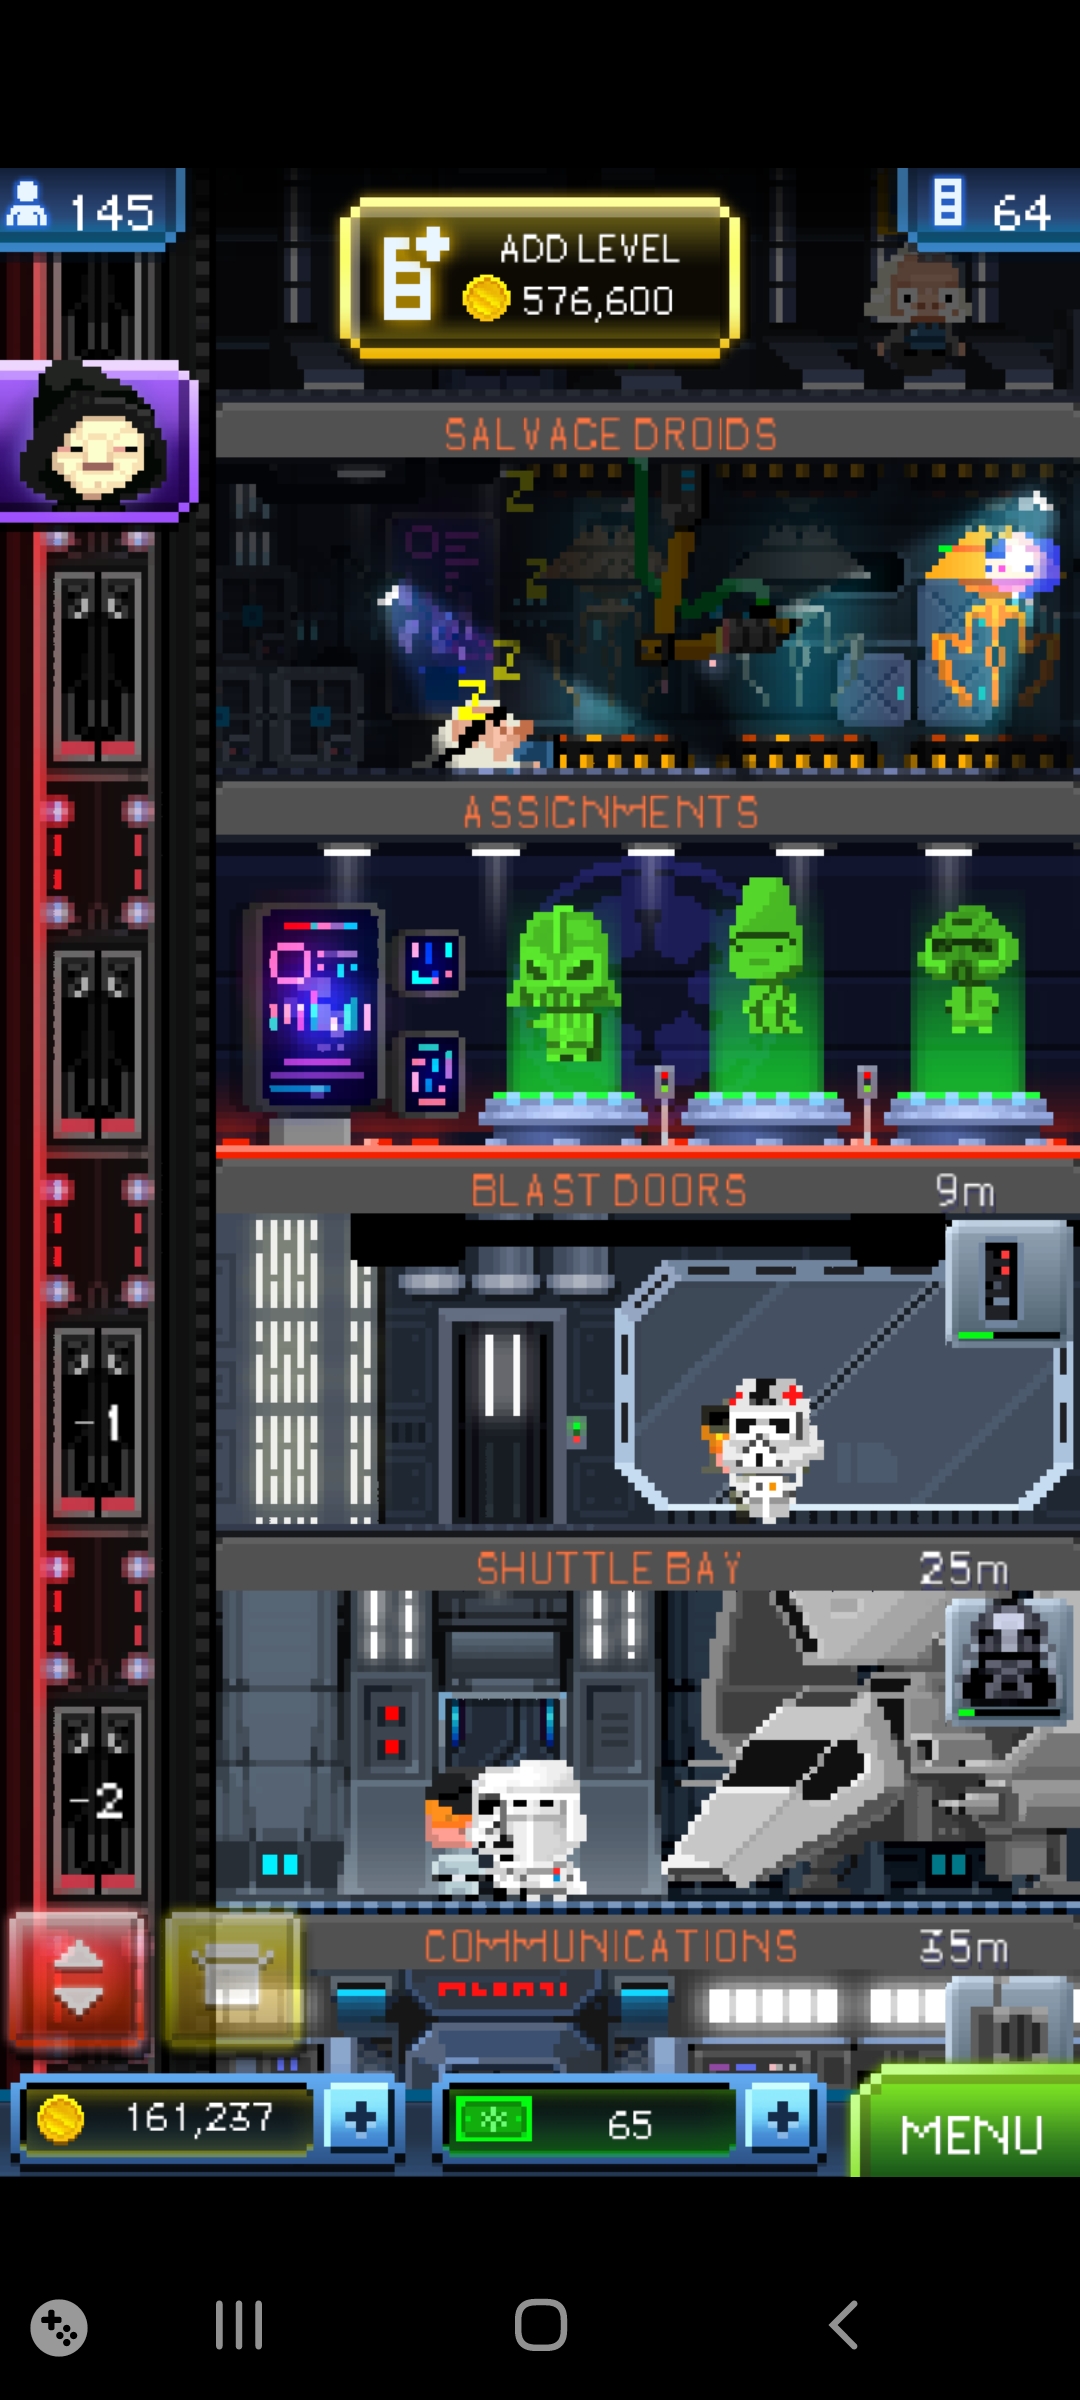 145
ADD LEVEL
576,600
64
SALVAGE DROIDS
Z
Z
Z
Z
ASSIGNMENTS
BLAST DOORS 9m
-1
SHUTTLE BAY 25m
-2
COMMUNICATIONS 35m
161,237
65
MENU